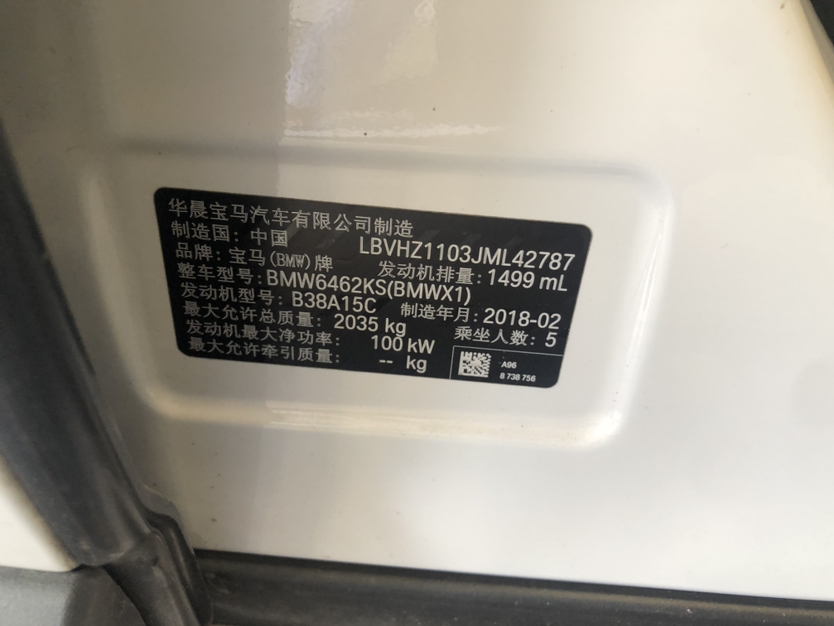 华晨宝马汽车有限公司制造
制造国: 中国 LBVHZ1103JML42787
品牌: 宝马(BMW)牌 发动机排量: 1499 mL
整车型号: BMW6462KS(BMWX1)
发动机型号: B38A15C 制造年月: 2018-02
最大允许总质量: 2035 kg 乘坐人数: 5
发动机最大净功率: 100 kW
最大允许牵引质量: -- kg
A96
8 738 756